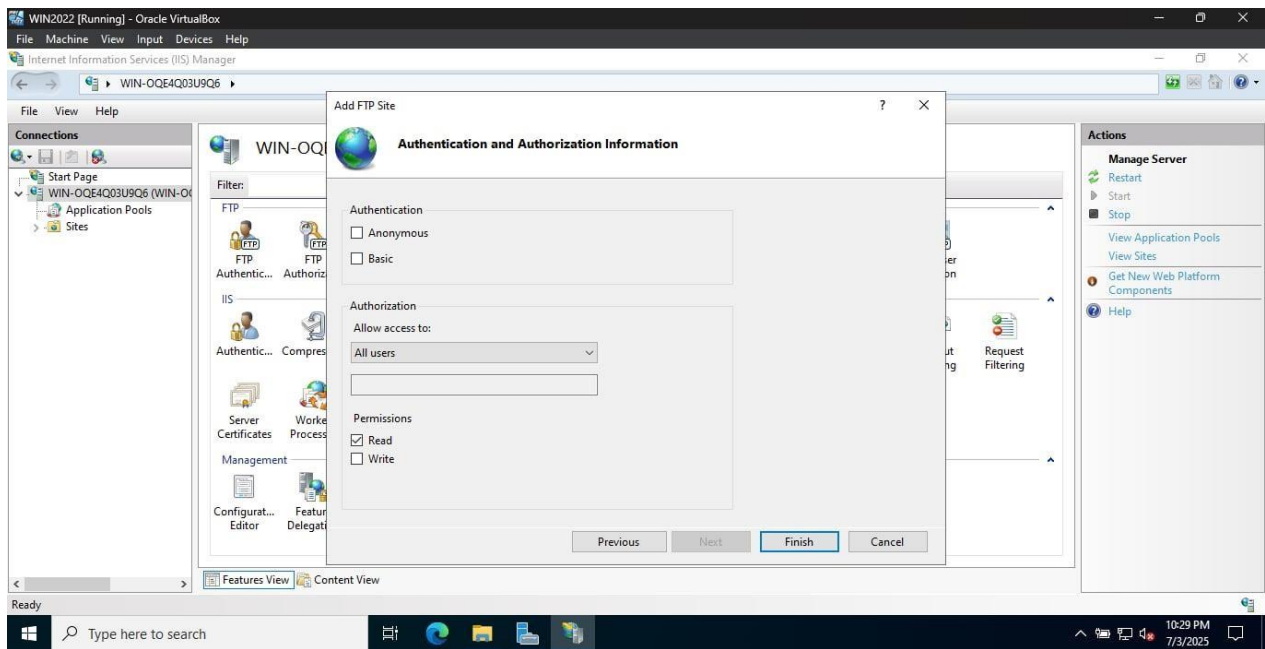 WIN2022 [Running] - Oracle VirtualBox
File Machine View Input Devices Help
Internet Information Services (IIS) Manager
WIN-OQE4Q03U9Q6
File View Help
Connections
Start Page
WIN-OQE4Q03U9Q6 (WIN-OQ
Application Pools
Sites
WIN-OQ
Filter:
FTP
FTP
FTP
FTP Authentic...
FTP Authoriz
IIS
Authentic...
Compres
Server Certificates
Worke Process
Management
Configurat... Editor
Featur Delegati
Add FTP Site
?
Authentication and Authorization Information
Authentication
Anonymous
Basic
Authorization
Allow access to:
All users
Permissions
Read
Write
Previous Next Finish Cancel
Request Filtering
Features View Content View
Actions
Manage Server
Restart
Start
Stop
View Application Pools
View Sites
Get New Web Platform
Components
Help
Ready
Type here to search
10:29 PM
7/3/2025